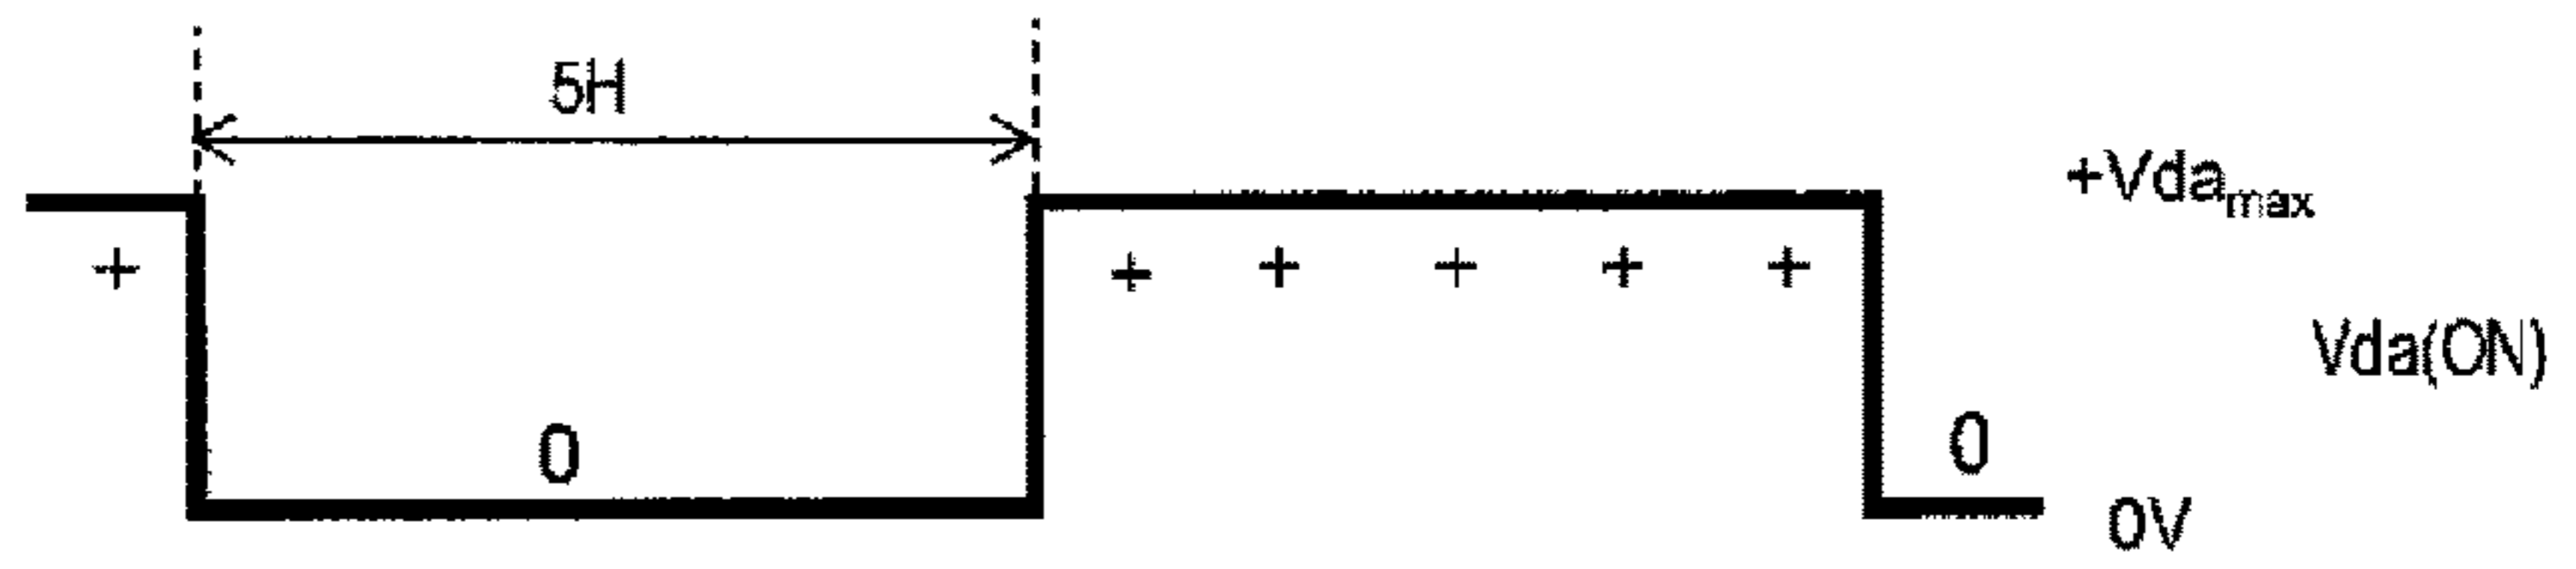 5H
+Vdamax
+ + + + + +
Vda(ON)
0 0
0V